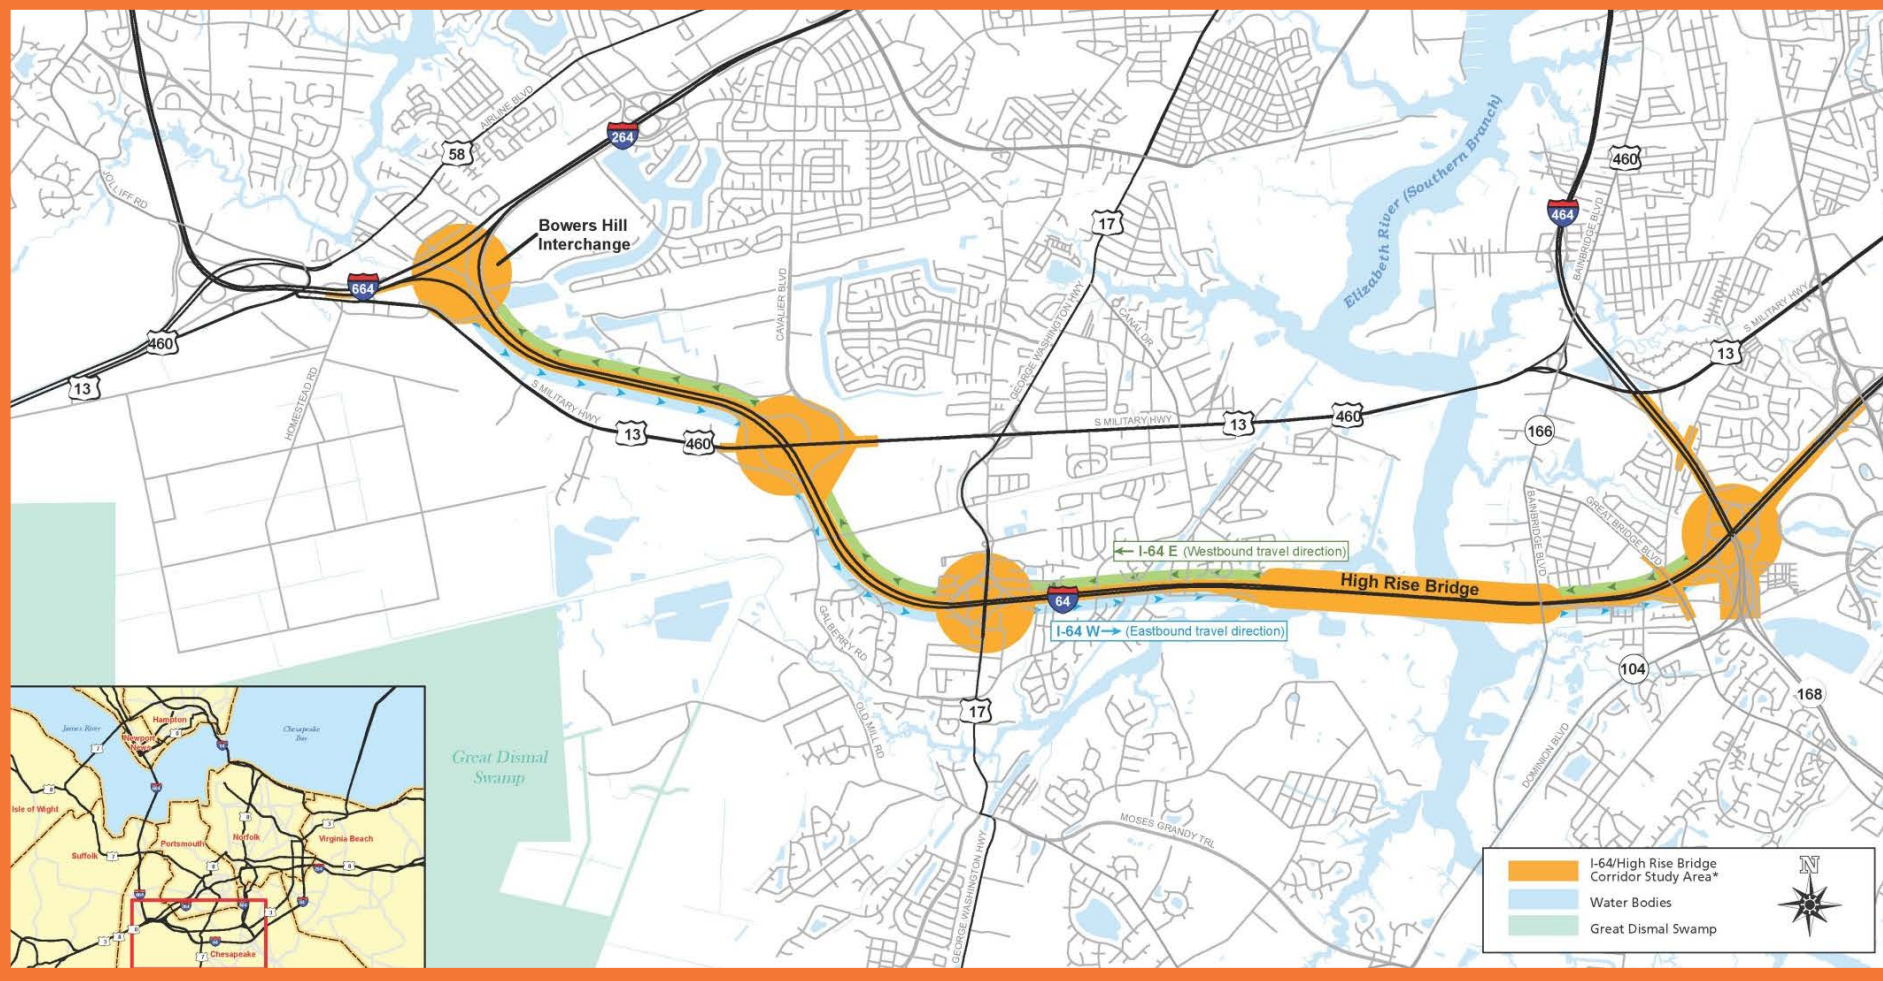 AIRLINE BLVD
58
264
JOLLIFF RD
Bowers Hill
Interchange
664
460
13
HOMESTEAD RD
S MILITARY HWY
13
460
CAVALIER BLVD
17
GEORGE WASHINGTON HWY
CANAL DR
S MILITARY HWY
13
460
Elizabeth River (Southern Branch)
460
464
BAINBRIDGE BLVD
S MILITARY HWY
13
166
BAINBRIDGE BLVD
GREAT BRIDGE BLVD
I-64 E (Westbound travel direction)
High Rise Bridge
64
I-64 W (Eastbound travel direction)
GALBERRY RD
OLD MILL RD
17
104
168
DOMINION BLVD
MOSES GRANDY TRL
GEORGE WASHINGTON HWY
Great Dismal
Swamp
James River
Hampton
Newport
News
Chesapeake
Bay
Isle of Wight
Suffolk
Portsmouth
Norfolk
Virginia Beach
Chesapeake
I-64/High Rise Bridge
Corridor Study Area*
Water Bodies
Great Dismal Swamp
N